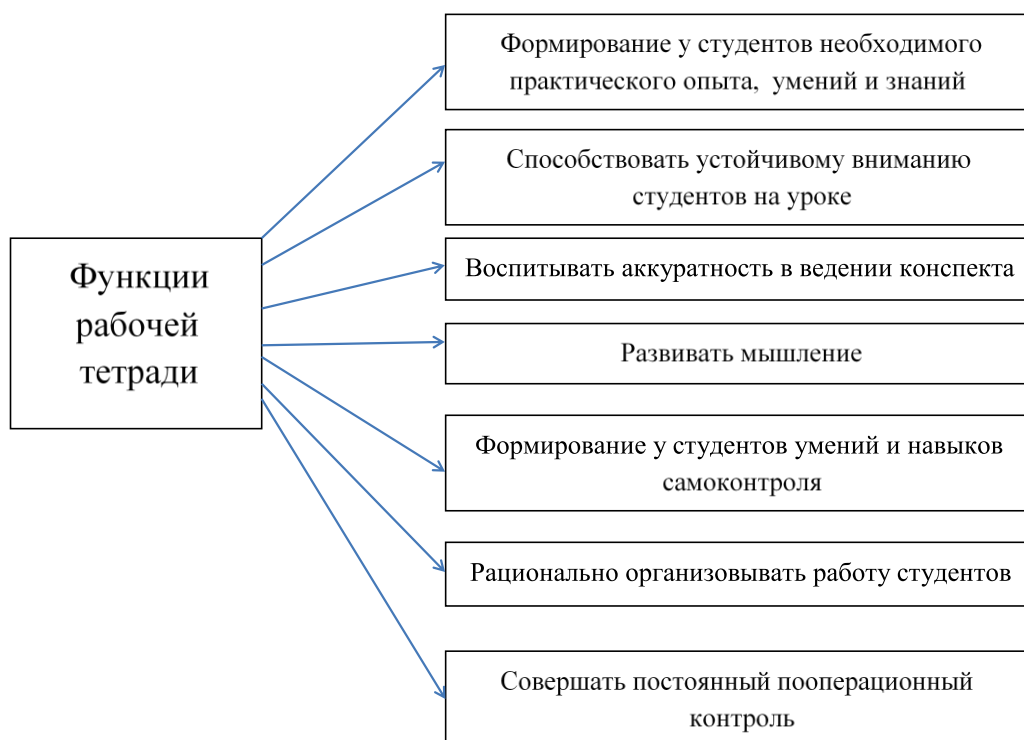 Функции
рабочей
тетради
Формирование у студентов необходимого
практического опыта, умений и знаний
Способствовать устойчивому вниманию
студентов на уроке
Воспитывать аккуратность в ведении конспекта
Развивать мышление
Формирование у студентов умений и навыков
самоконтроля
Рационально организовывать работу студентов
Совершать постоянный пооперационный
контроль